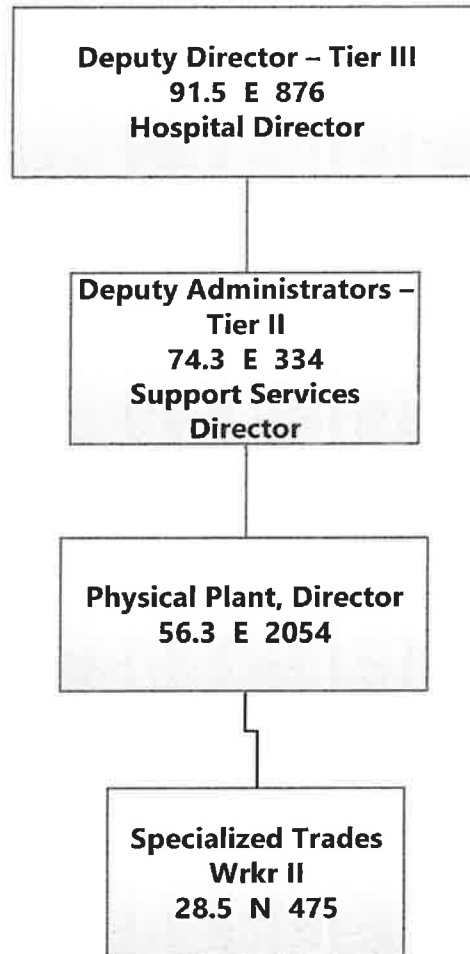 Deputy Director – Tier III
91.5 E 876
Hospital Director
Deputy Administrators –
Tier II
74.3 E 334
Support Services
Director
Physical Plant, Director
56.3 E 2054
Specialized Trades
Wrkr II
28.5 N 475